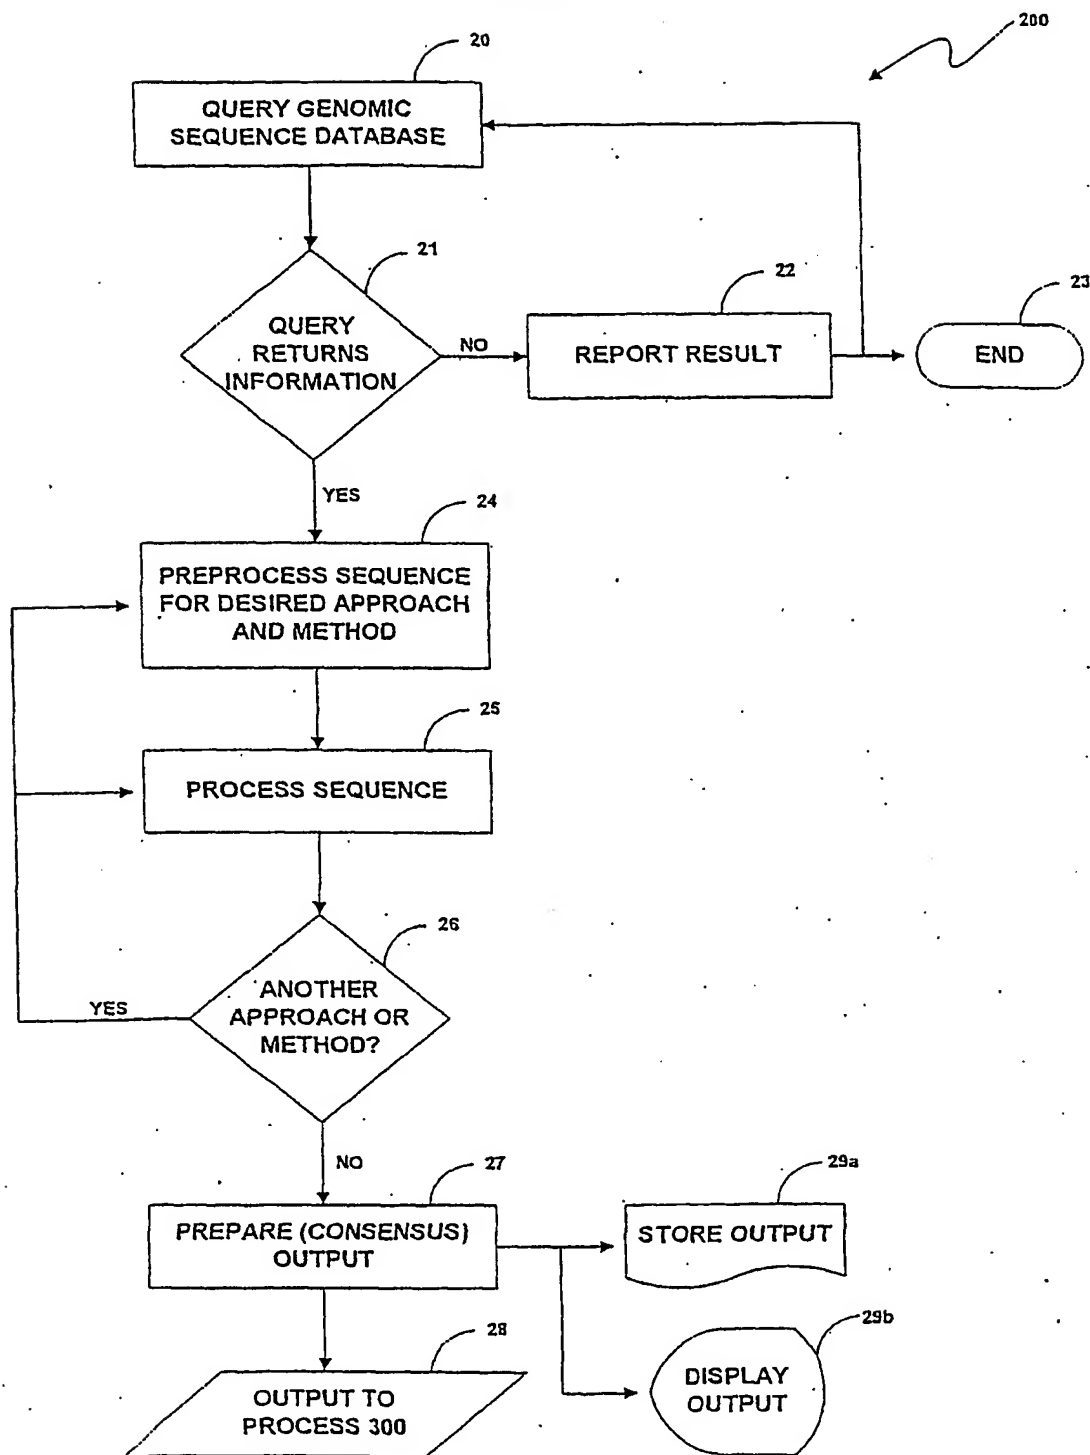 200
20
QUERY GENOMIC
SEQUENCE DATABASE
21
QUERY
RETURNS
INFORMATION
NO
22
REPORT RESULT
23
END
YES
24
PREPROCESS SEQUENCE
FOR DESIRED APPROACH
AND METHOD
25
PROCESS SEQUENCE
26
ANOTHER
APPROACH OR
METHOD?
YES
NO
27
PREPARE (CONSENSUS)
OUTPUT
29a
STORE OUTPUT
28
OUTPUT TO
PROCESS 300
29b
DISPLAY
OUTPUT